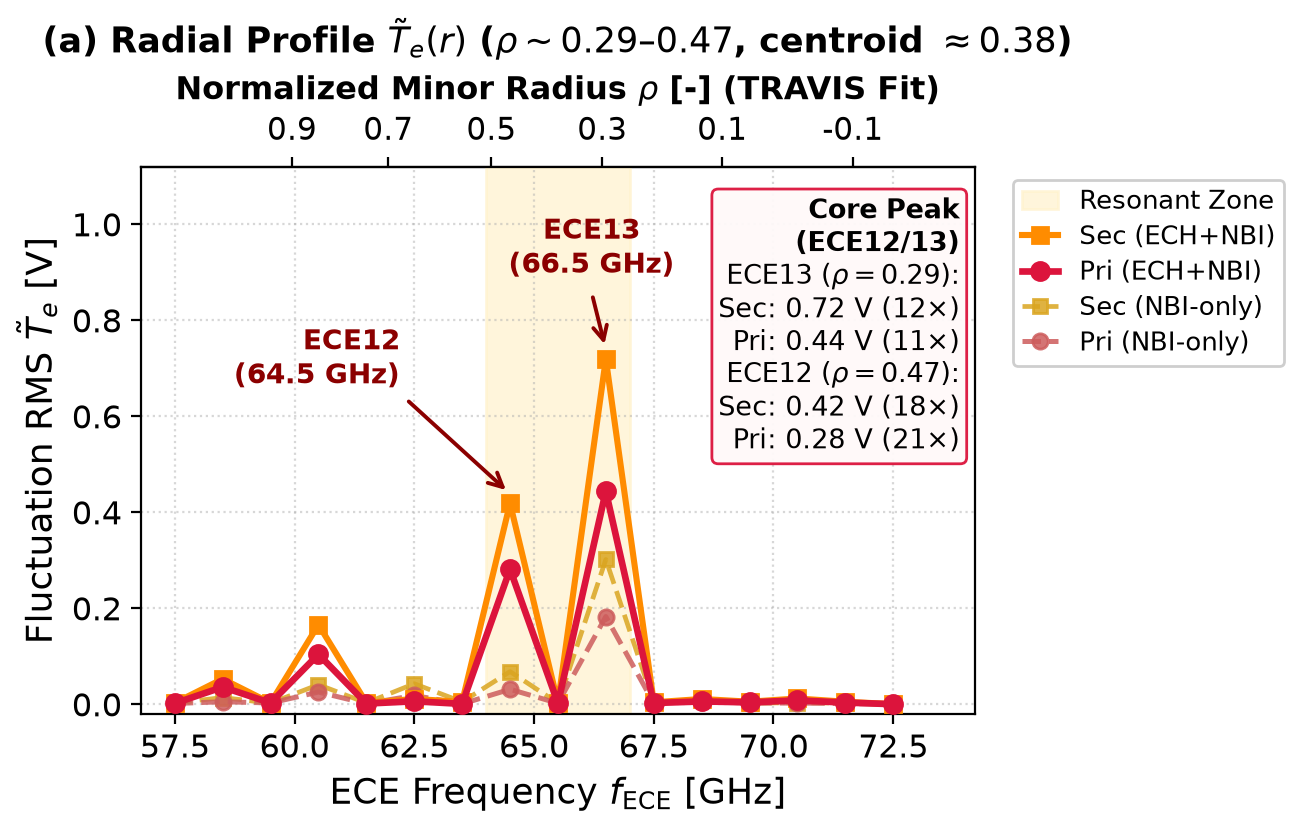 (a) Radial Profile T̃ₑ(r) (ρ ∼ 0.29–0.47, centroid ≈ 0.38)
Normalized Minor Radius ρ [-] (TRAVIS Fit)
0.9 0.7 0.5 0.3 0.1 -0.1
Fluctuation RMS T̃ₑ [V]
1.0
0.8
0.6
0.4
0.2
0.0
ECE13
(66.5 GHz)
ECE12
(64.5 GHz)
Core Peak
(ECE12/13)
ECE13 (ρ = 0.29):
Sec: 0.72 V (12×)
Pri: 0.44 V (11×)
ECE12 (ρ = 0.47):
Sec: 0.42 V (18×)
Pri: 0.28 V (21×)
Resonant Zone
Sec (ECH+NBI)
Pri (ECH+NBI)
Sec (NBI-only)
Pri (NBI-only)
57.5 60.0 62.5 65.0 67.5 70.0 72.5
ECE Frequency f_ECE [GHz]